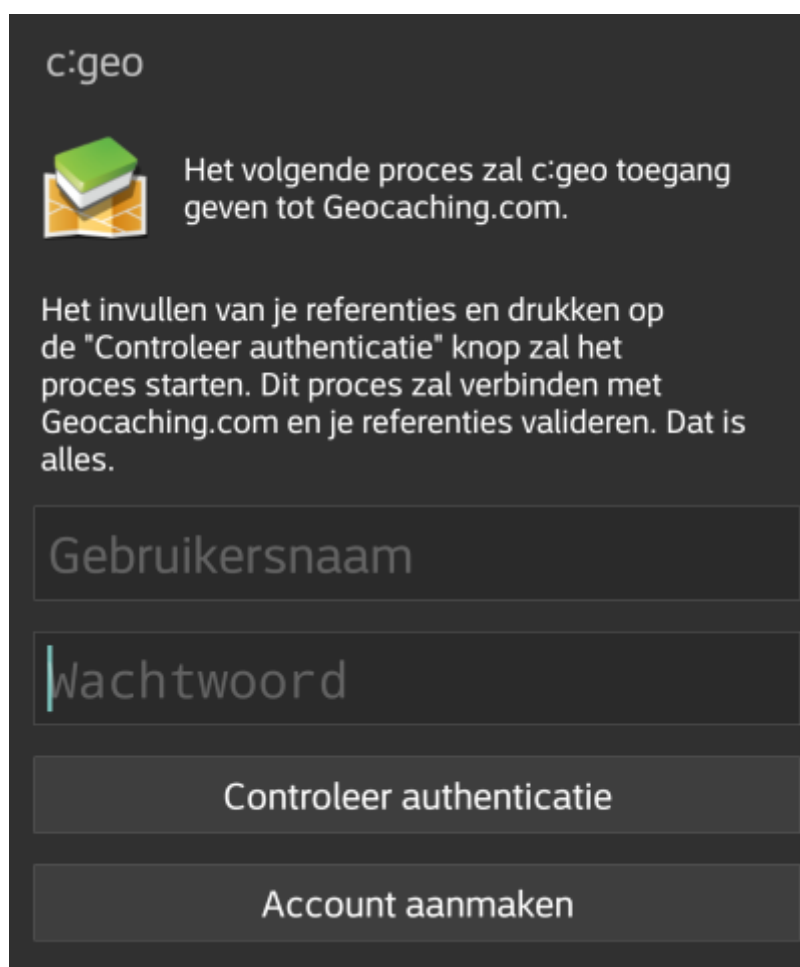 c:geo
Het volgende proces zal c:geo toegang
geven tot Geocaching.com.
Het invullen van je referenties en drukken op
de "Controleer authenticatie" knop zal het
proces starten. Dit proces zal verbinden met
Geocaching.com en je referenties valideren. Dat is
alles.
Gebruikersnaam
Wachtwoord
Controleer authenticatie
Account aanmaken